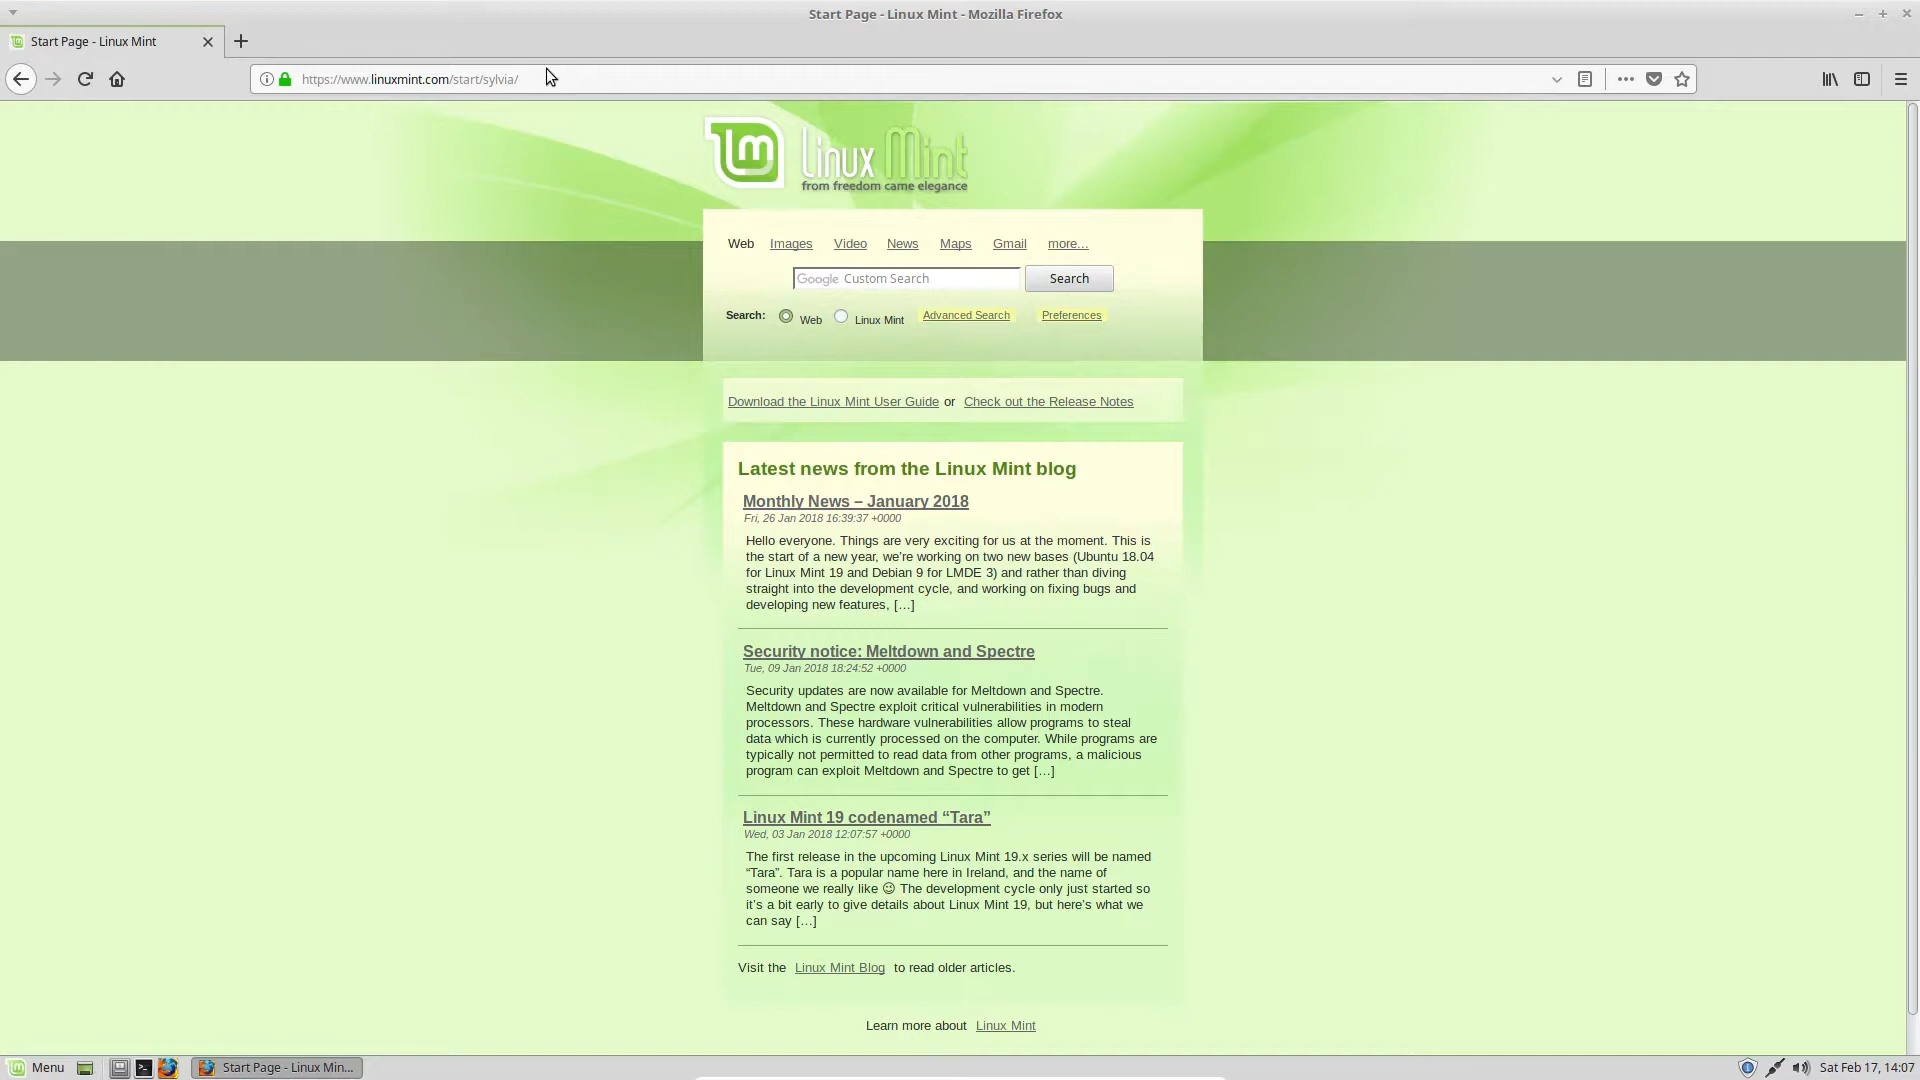 Start Page - Linux Mint - Mozilla Firefox
Start Page - Linux Mint
https://www.linuxmint.com/start/sylvia/
Linux Mint
from freedom came elegance
Web Images Video News Maps Gmail more...
Google Custom Search Search
Search: Web Linux Mint Advanced Search Preferences
Download the Linux Mint User Guide or Check out the Release Notes
Latest news from the Linux Mint blog
Monthly News – January 2018
Fri, 26 Jan 2018 16:39:37 +0000
Hello everyone. Things are very exciting for us at the moment. This is
the start of a new year, we’re working on two new bases (Ubuntu 18.04
for Linux Mint 19 and Debian 9 for LMDE 3) and rather than diving
straight into the development cycle, and working on fixing bugs and
developing new features, […]
Security notice: Meltdown and Spectre
Tue, 09 Jan 2018 18:24:52 +0000
Security updates are now available for Meltdown and Spectre.
Meltdown and Spectre exploit critical vulnerabilities in modern
processors. These hardware vulnerabilities allow programs to steal
data which is currently processed on the computer. While programs are
typically not permitted to read data from other programs, a malicious
program can exploit Meltdown and Spectre to get […]
Linux Mint 19 codenamed “Tara”
Wed, 03 Jan 2018 12:07:57 +0000
The first release in the upcoming Linux Mint 19.x series will be named
“Tara”. Tara is a popular name here in Ireland, and the name of
someone we really like 😉 The development cycle only just started so
it’s a bit early to give details about Linux Mint 19, but here’s what we
can say […]
Visit the Linux Mint Blog to read older articles.
Learn more about Linux Mint
Menu Start Page - Linux Min... Sat Feb 17, 14:07